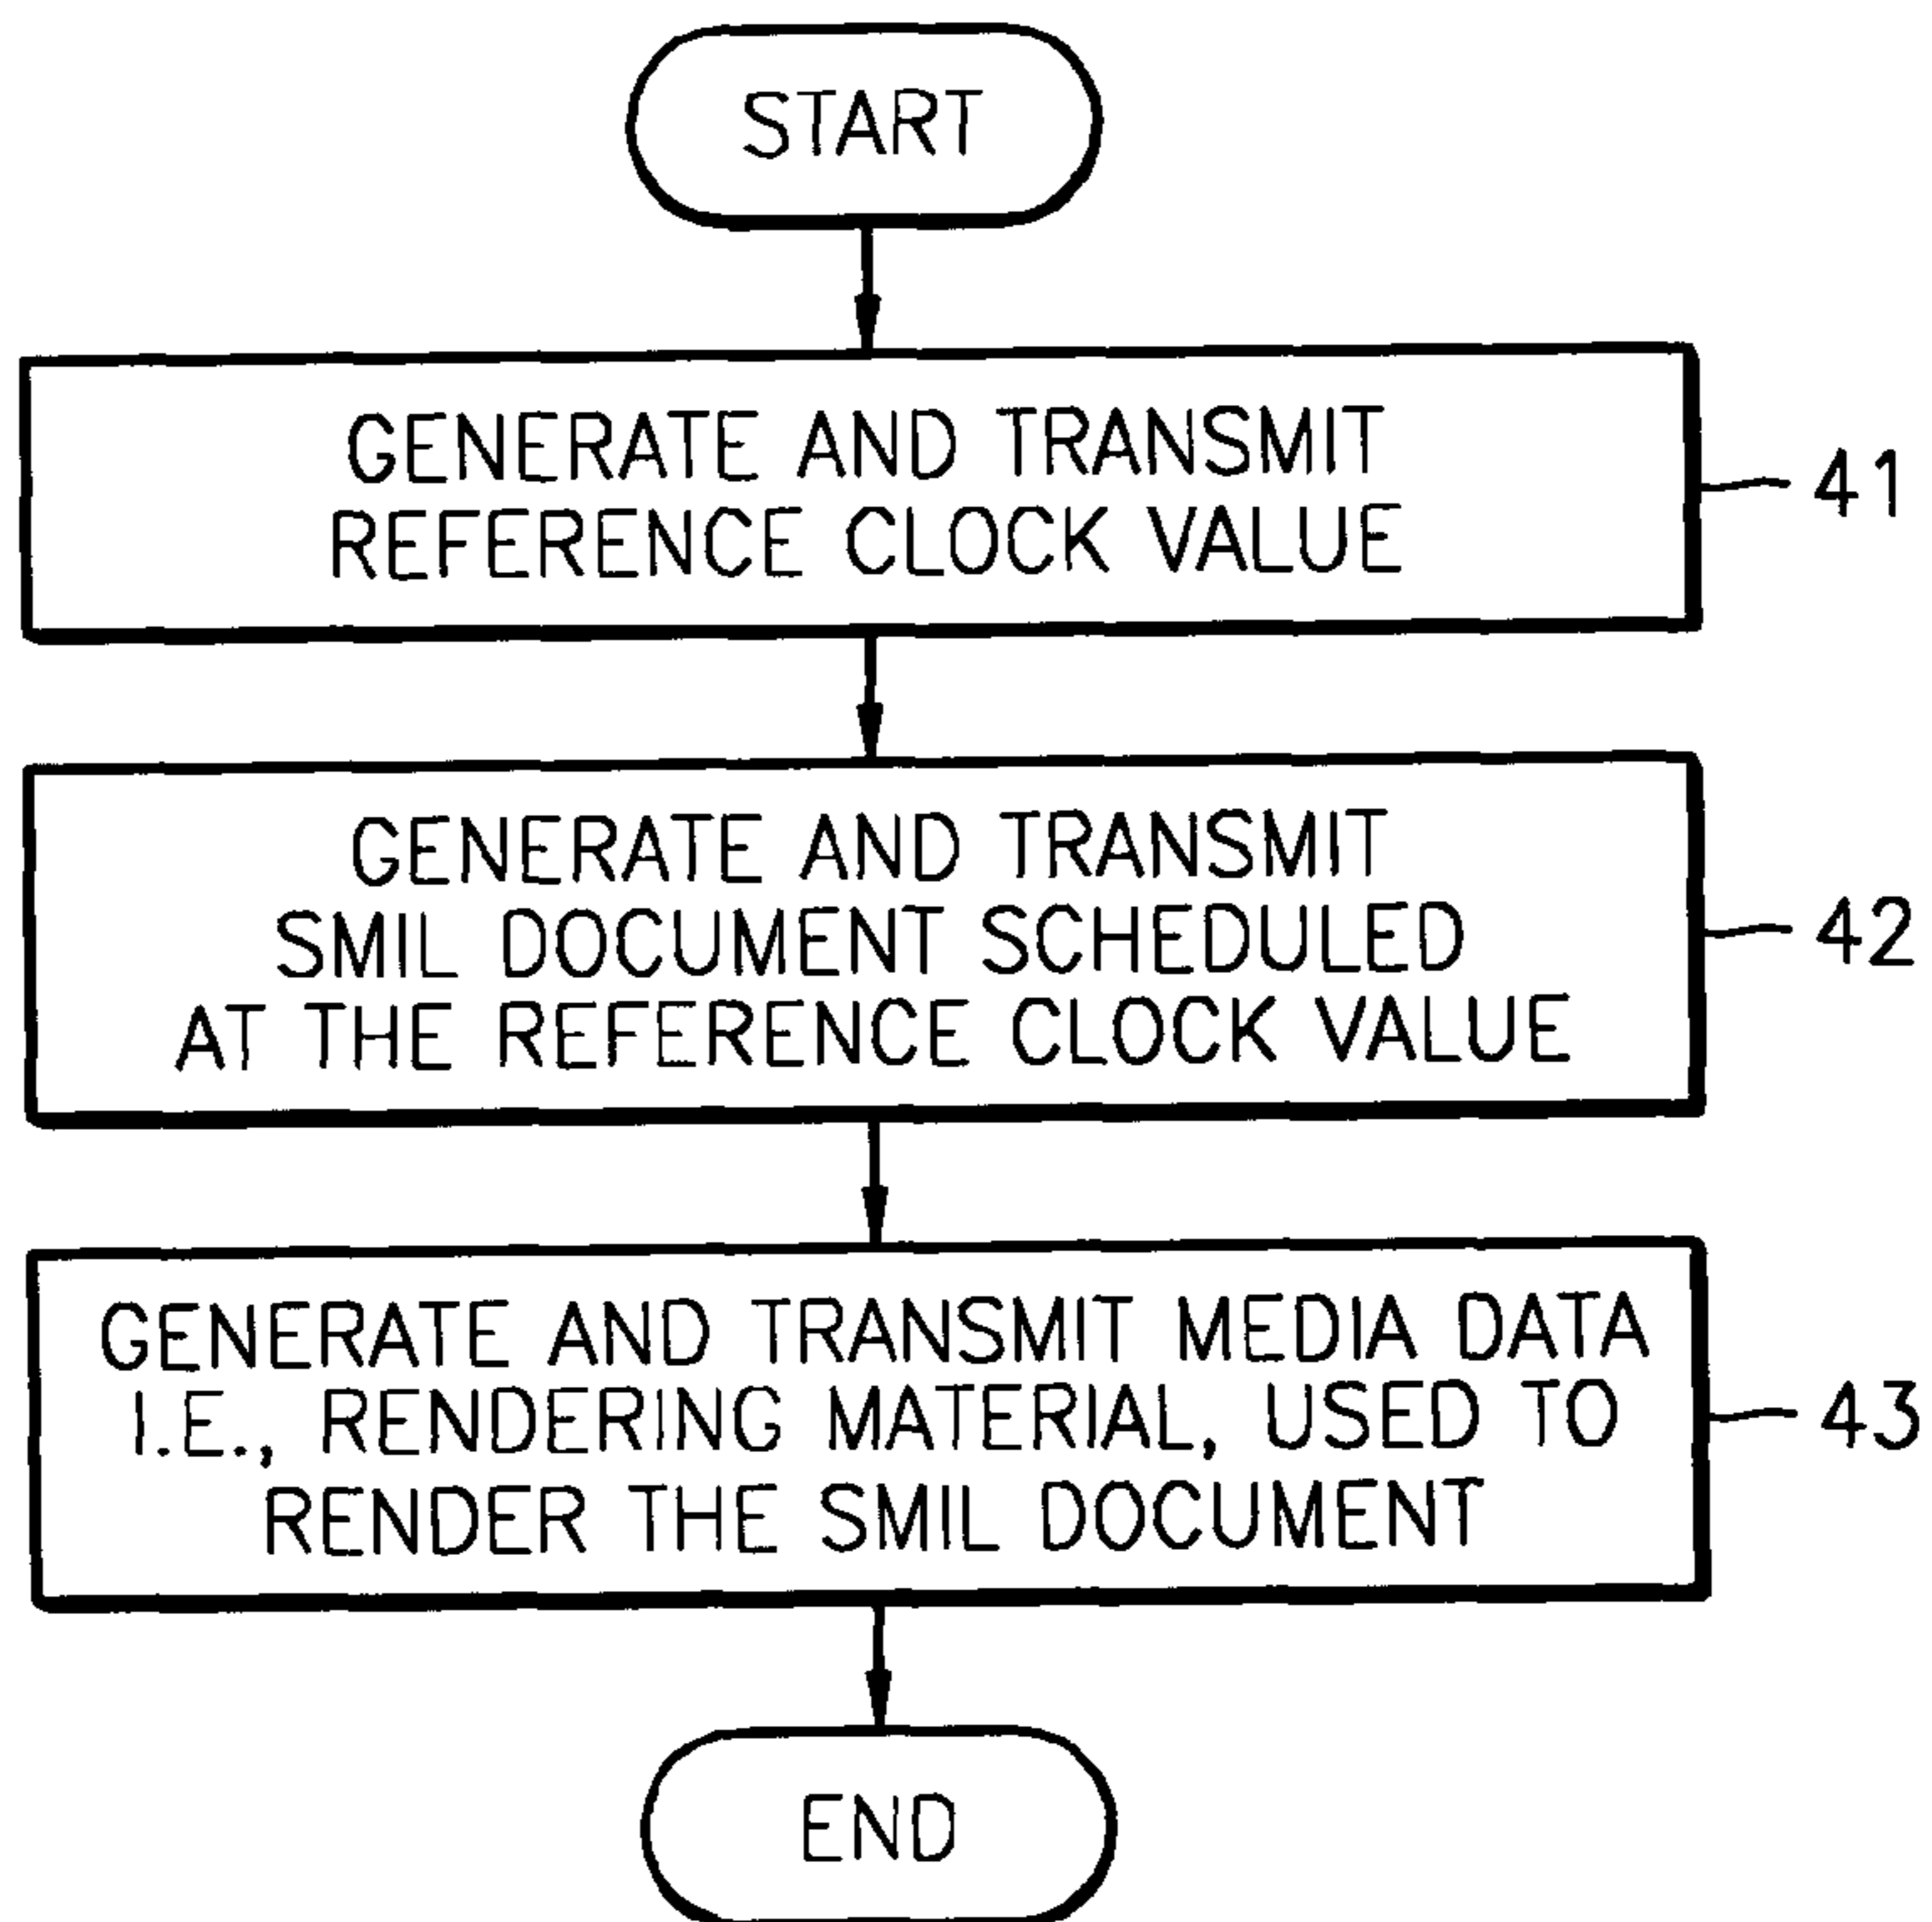 START
GENERATE AND TRANSMIT
REFERENCE CLOCK VALUE
41
GENERATE AND TRANSMIT
SMIL DOCUMENT SCHEDULED
AT THE REFERENCE CLOCK VALUE
42
GENERATE AND TRANSMIT MEDIA DATA
I.E., RENDERING MATERIAL, USED TO
RENDER THE SMIL DOCUMENT
43
END